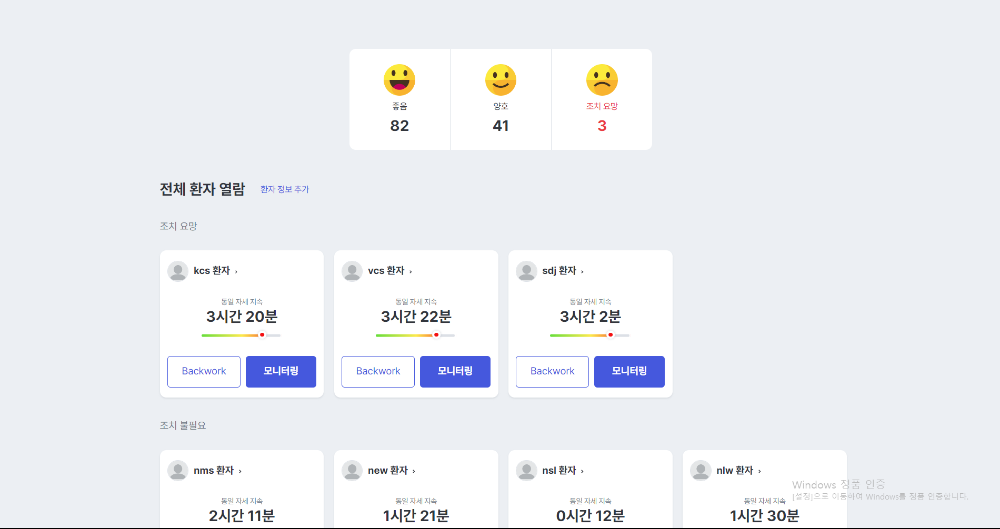 좋음
82
양호
41
조치 요망
3
전체 환자 열람
환자 정보 추가
조치 요망
kcs 환자 ›
동일 자세 지속
3시간 20분
Backwork
모니터링
vcs 환자 ›
동일 자세 지속
3시간 22분
Backwork
모니터링
sdj 환자 ›
동일 자세 지속
3시간 2분
Backwork
모니터링
조치 불필요
nms 환자 ›
동일 자세 지속
2시간 11분
new 환자 ›
동일 자세 지속
1시간 21분
nsl 환자 ›
동일 자세 지속
0시간 12분
nlw 환자 ›
동일 자세 지속
1시간 30분
Windows 정품 인증
[설정]으로 이동하여 Windows를 정품 인증합니다.